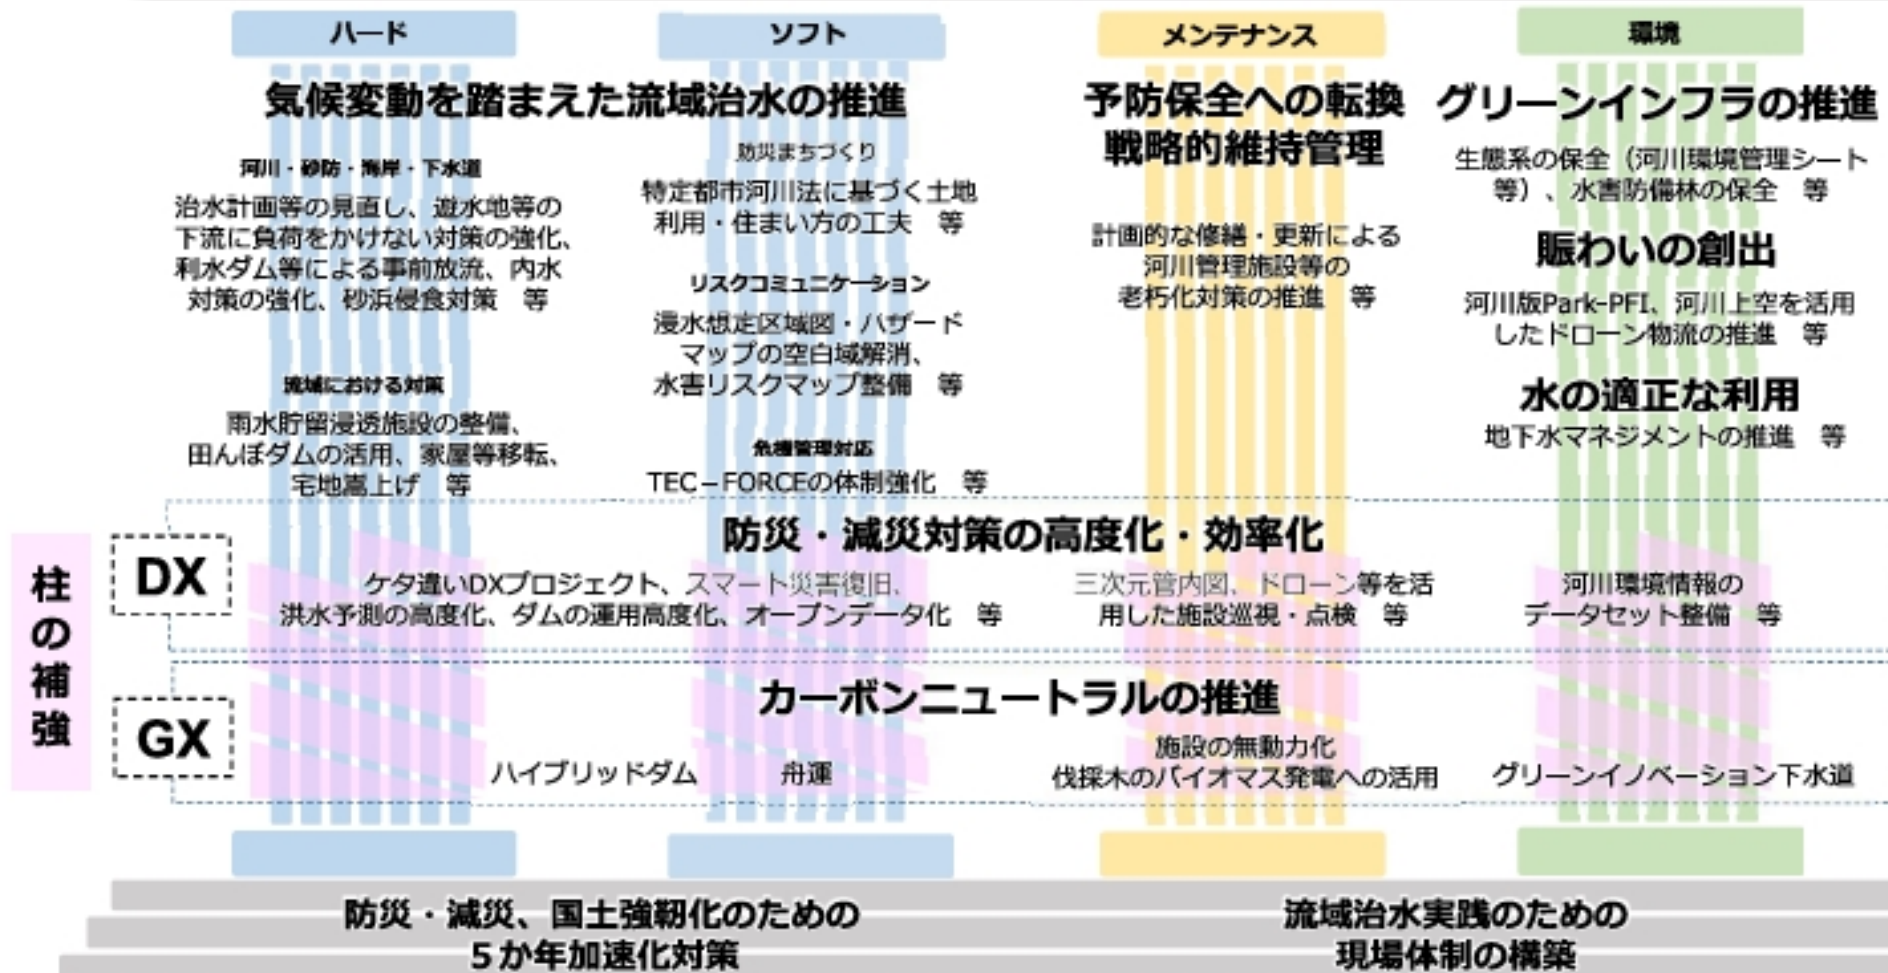 ハード
ソフト
メンテナンス
環境
気候変動を踏まえた流域治水の推進
河川・砂防・海岸・下水道
治水計画等の見直し、遊水地等の
下流に負荷をかけない対策の強化、
利水ダム等による事前放流、内水
対策の強化、砂浜侵食対策　等
流域における対策
雨水貯留浸透施設の整備、
田んぼダムの活用、家屋等移転、
宅地嵩上げ　等
防災まちづくり
特定都市河川法に基づく土地
利用・住まい方の工夫　等
リスクコミュニケーション
浸水想定区域図・ハザード
マップの空白域解消、
水害リスクマップ整備　等
危機管理対応
TEC－FORCEの体制強化　等
予防保全への転換
戦略的維持管理
計画的な修繕・更新による
河川管理施設等の
老朽化対策の推進　等
グリーンインフラの推進
生態系の保全（河川環境管理シート
等）、水害防備林の保全　等
賑わいの創出
河川版Park-PFI、河川上空を活用
したドローン物流の推進　等
水の適正な利用
地下水マネジメントの推進　等
柱の補強
DX
防災・減災対策の高度化・効率化
ケタ違いDXプロジェクト、スマート災害復旧、
洪水予測の高度化、ダムの運用高度化、オープンデータ化　等
三次元管内図、ドローン等を活
用した施設巡視・点検　等
河川環境情報の
データセット整備　等
GX
カーボンニュートラルの推進
ハイブリッドダム
舟運
施設の無動力化
伐採木のバイオマス発電への活用
グリーンイノベーション下水道
防災・減災、国土強靭化のための
５か年加速化対策
流域治水実践のための
現場体制の構築